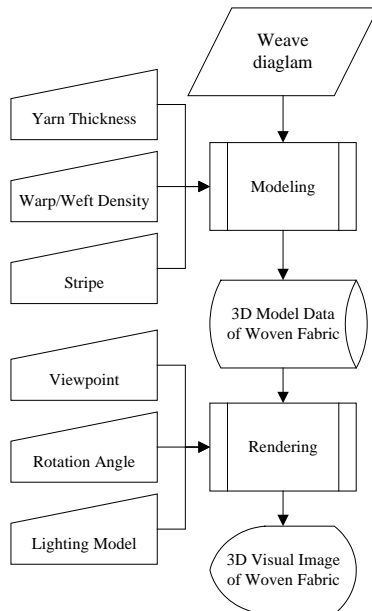 Weave
diaglam
Yarn Thickness
Warp/Weft Density
Modeling
Stripe
3D Model Data
of Woven Fabric
Viewpoint
Rotation Angle
Rendering
Lighting Model
3D Visual Image
of Woven Fabric